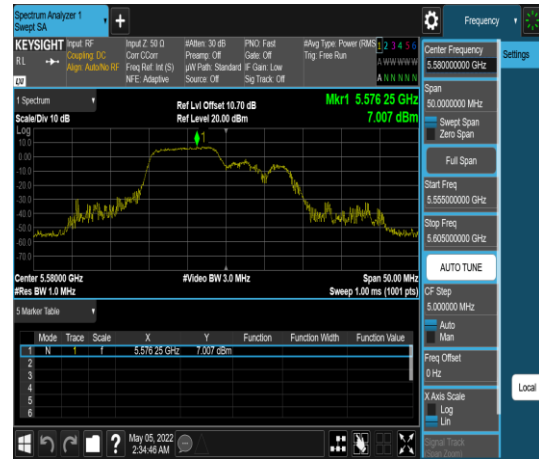 Spectrum Analyzer 1
Swept SA
+
Frequency
KEYSIGHT
Input: RF
Coupling: DC
Align: Auto/No RF
Input Z: 50 Ω
Corr CCorr
Freq Ref: Int (S)
NFE: Adaptive
#Atten: 30 dB
Preamp: Off
µW Path: Standard
Source: Off
PNO: Fast
Gate: Off
IF Gain: Low
Sig Track: Off
#Avg Type: Power (RMS
Trig: Free Run
1 2 3 4 5 6
A W W W W W
A N N N N N
RL
LXI
1 Spectrum
Scale/Div 10 dB
Ref Lvl Offset 10.70 dB
Ref Level 20.00 dBm
Mkr1 5.576 25 GHz
7.007 dBm
Log
10.0
0.00
-10.0
-20.0
-30.0
-40.0
-50.0
-60.0
-70.0
1
Center 5.58000 GHz
#Res BW 1.0 MHz
#Video BW 3.0 MHz
Span 50.00 MHz
Sweep 1.00 ms (1001 pts)
5 Marker Table
Mode Trace Scale X Y Function Function Width Function Value
1 N 1 f 5.576 25 GHz 7.007 dBm
2
3
4
5
6
?
May 05, 2022
2:34:46 AM
Center Frequency
5.580000000 GHz
Span
50.0000000 MHz
Swept Span
Zero Span
Full Span
Start Freq
5.555000000 GHz
Stop Freq
5.605000000 GHz
AUTO TUNE
CF Step
5.000000 MHz
Auto
Man
Freq Offset
0 Hz
X Axis Scale
Log
Lin
Signal Track
(Span Zoom)
Settings
Local